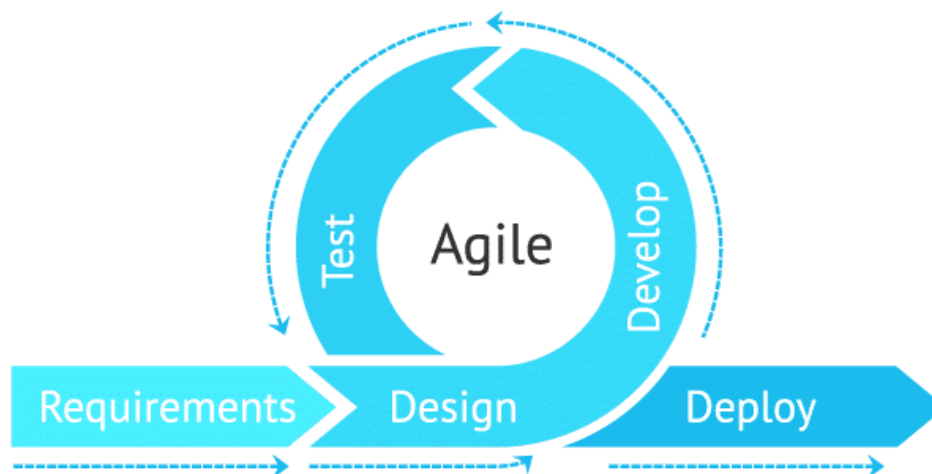 Agile
Test
Develop
Requirements
Design
Deploy